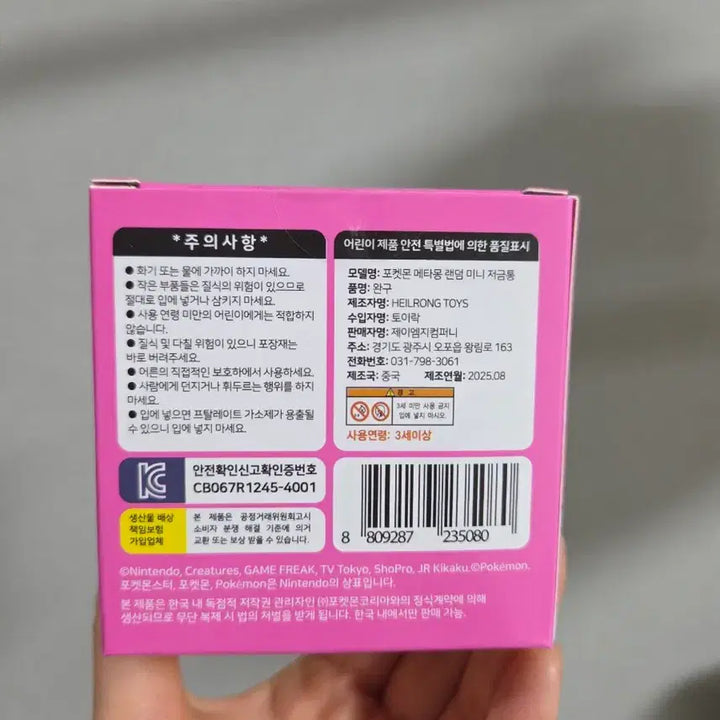 *주의사항*
● 화기 또는 물에 가까이 하지 마세요.
● 작은 부품들은 질식의 위험이 있으므로
절대로 입에 넣거나 삼키지 마세요.
● 사용 연령 미만의 어린이에게는 적합하지
않습니다.
● 질식 및 다칠 위험이 있으니 포장재는
바로 버려주세요.
● 어른의 직접적인 보호하에서 사용하세요.
● 사람에게 던지거나 휘두르는 행위를 하지
마세요.
● 입에 넣으면 프탈레이트 가소제가 용출될
수 있으니 입에 넣지 마세요.
어린이 제품 안전 특별법에 의한 품질표시
모델명: 포켓몬 메타몽 랜덤 미니 저금통
품명: 완구
제조자명: HEILRONG TOYS
수입자명: 토이락
판매자명: 제이엠지컴퍼니
주소: 경기도 광주시 오포읍 왕림로 163
전화번호: 031-798-3061
제조국: 중국 제조연월: 2025.08
경 고
3세 미만 사용 금지
입에 넣지 마시오.
사용연령: 3세이상
KC
안전확인신고확인증번호
CB067R1245-4001
생산물 배상
책임보험
가입업체
본 제품은 공정거래위원회고시
소비자 분쟁 해결 기준에 의거
교환 또는 보상 받을 수 있습니다.
8 809287 235080
©Nintendo, Creatures, GAME FREAK, TV Tokyo, ShoPro, JR Kikaku.©Pokémon.
포켓몬스터, 포켓몬, Pokémon은 Nintendo의 상표입니다.
본 제품은 한국 내 독점적 저작권 관리자인 ㈜포켓몬코리아와의 정식계약에 의해
생산되므로 무단 복제 시 법의 처벌을 받게 됩니다. 한국 내에서만 판매 가능.